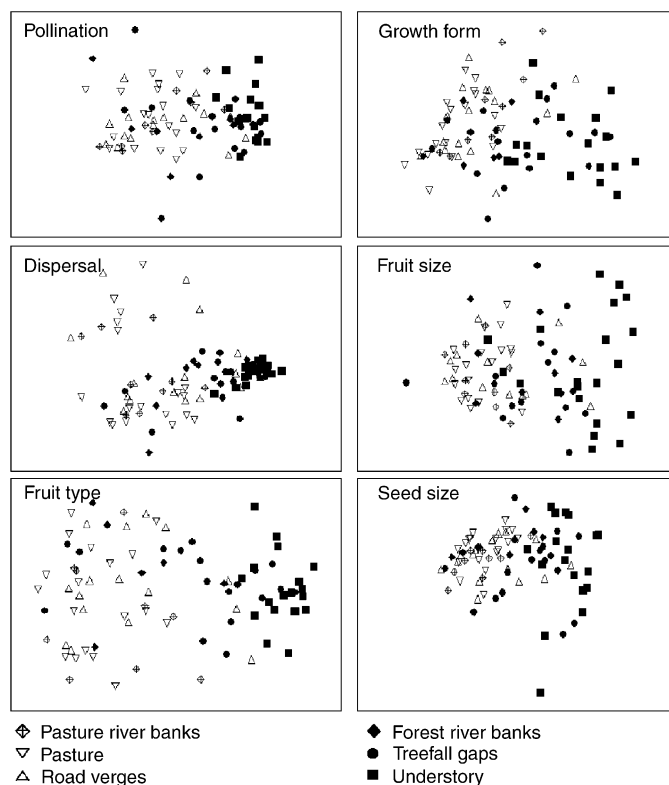 Pollination
Growth form
Dispersal
Fruit size
Fruit type
Seed size
Pasture river banks
Pasture
Road verges
Forest river banks
Treefall gaps
Understory